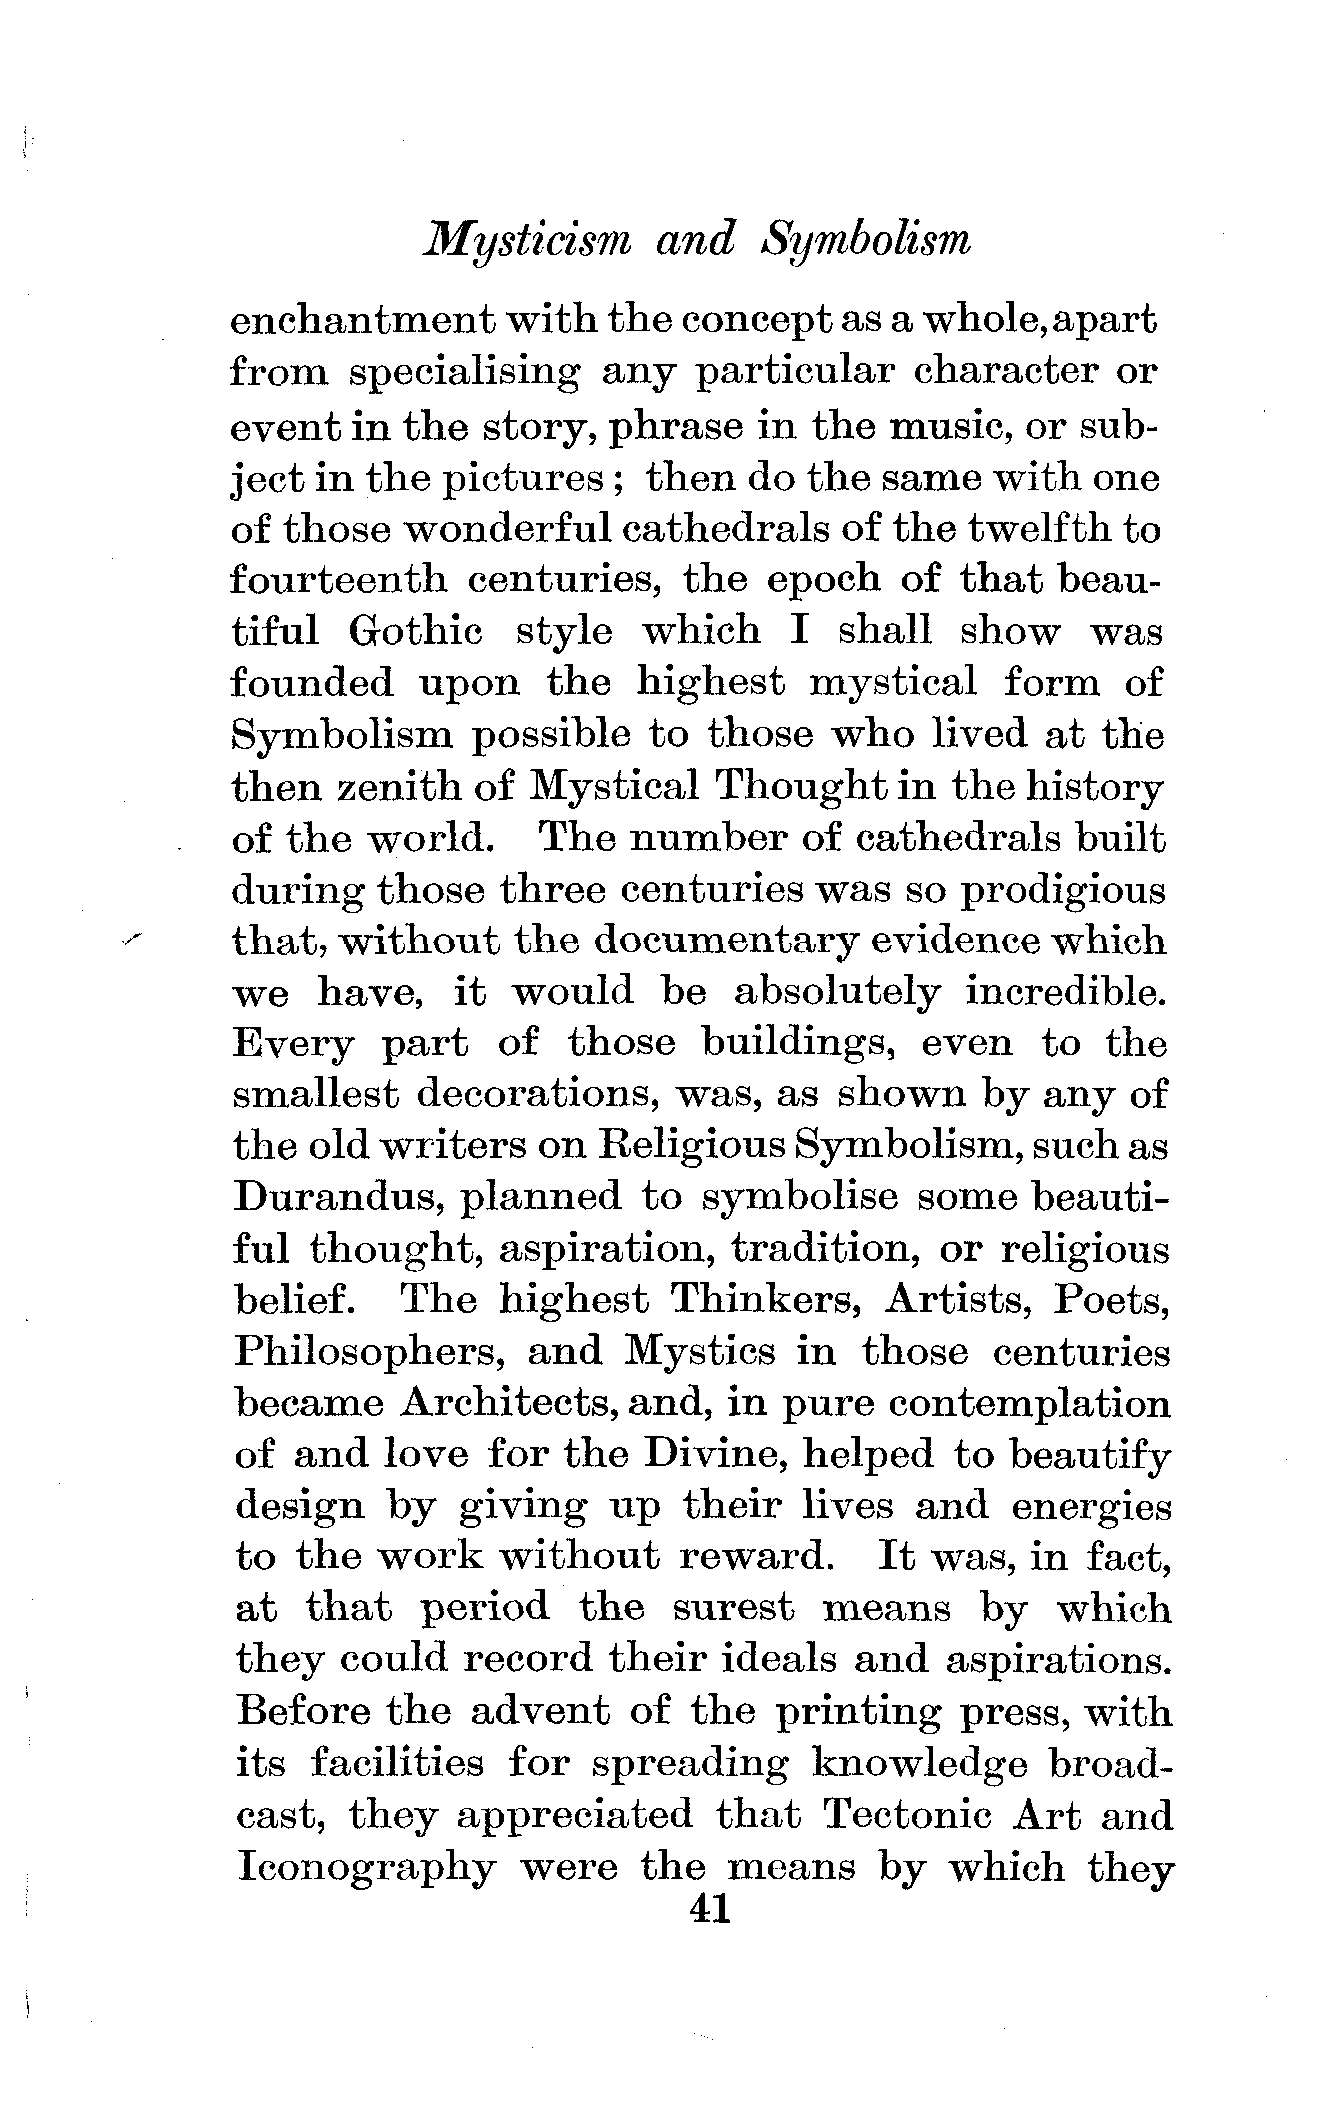 Mysticism and Symbolism
enchantment with the concept as a whole, apart
from specialising any particular character or
event in the story, phrase in the music, or sub-
ject in the pictures ; then do the same with one
of those wonderful cathedrals of the twelfth to
fourteenth centuries, the epoch of that beau-
tiful Gothic style which I shall show was
founded upon the highest mystical form of
Symbolism possible to those who lived at the
then zenith of Mystical Thought in the history
of the world. The number of cathedrals built
during those three centuries was so prodigious
that, without the documentary evidence which
we have, it would be absolutely incredible.
Every part of those buildings, even to the
smallest decorations, was, as shown by any of
the old writers on Religious Symbolism, such as
Durandus, planned to symbolise some beauti-
ful thought, aspiration, tradition, or religious
belief. The highest Thinkers, Artists, Poets,
Philosophers, and Mystics in those centuries
became Architects, and, in pure contemplation
of and love for the Divine, helped to beautify
design by giving up their lives and energies
to the work without reward. It was, in fact,
at that period the surest means by which
they could record their ideals and aspirations.
Before the advent of the printing press, with
its facilities for spreading knowledge broad-
cast, they appreciated that Tectonic Art and
Iconography were the means by which they
41